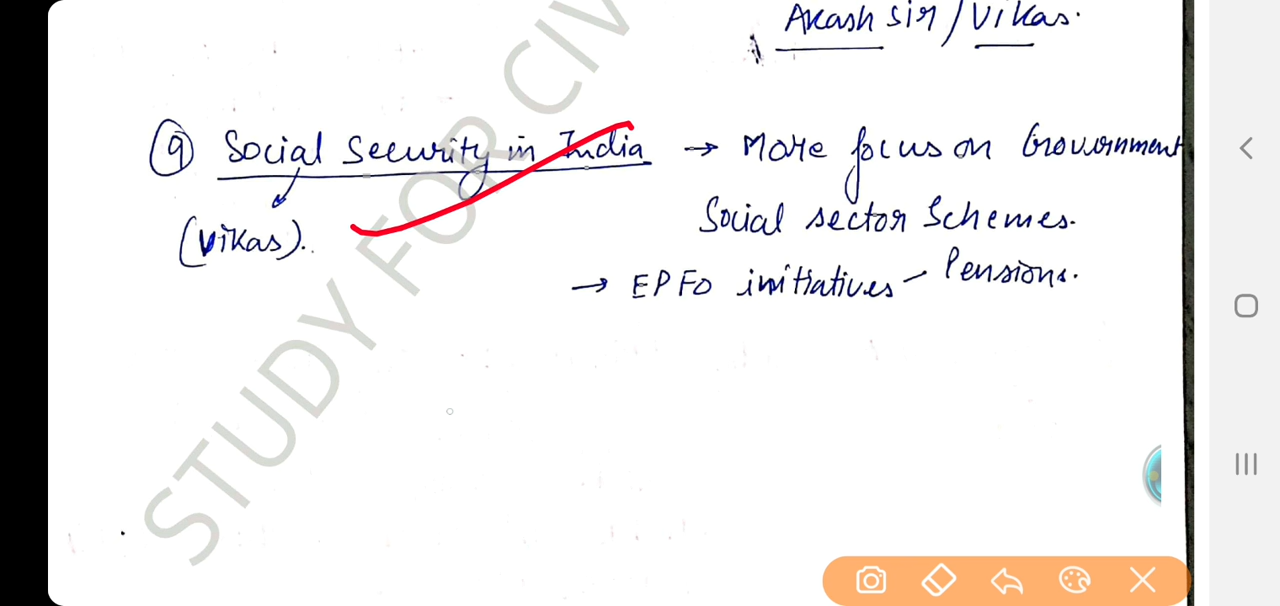 Akash Sir / Vikas.
⑨ Social Security in India → More focus on Government
Social sector Schemes.
(Vikas).
→ EPFO initiatives - Pensions.
STUDY FOR CIV